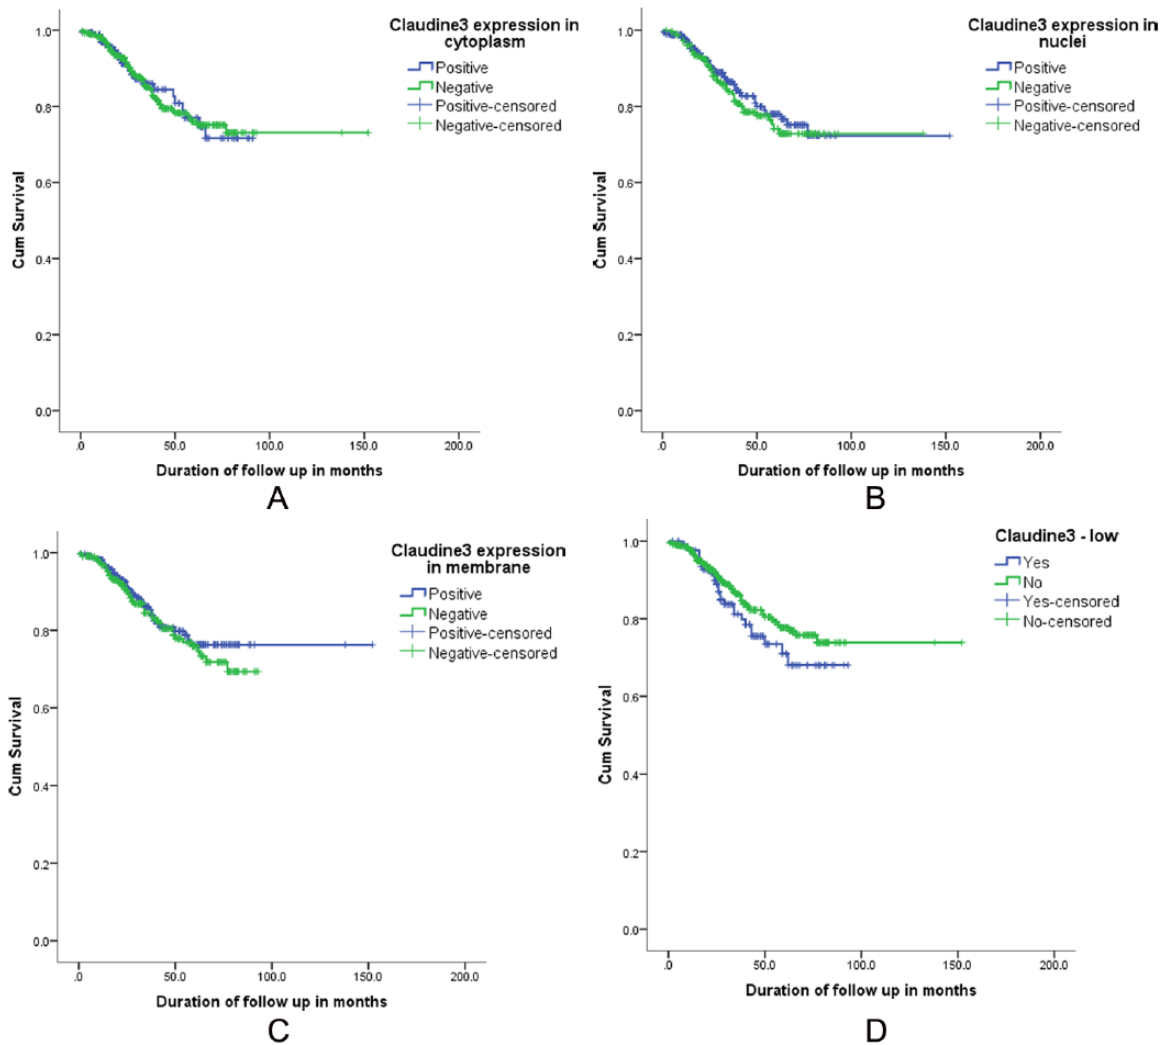 Claudine3 expression in
cytoplasm
Positive
Negative
Positive-censored
Negative-censored
1.0
0.8
0.6
0.4
0.2
0.0
Cum Survival
.0 50.0 100.0 150.0 200.0
Duration of follow up in months
A
Claudine3 expression in
nuclei
Positive
Negative
Positive-censored
Negative-censored
1.0
0.8
0.6
0.4
0.2
0.0
Cum Survival
.0 50.0 100.0 150.0 200.0
Duration of follow up in months
B
Claudine3 expression
in membrane
Positive
Negative
Positive-censored
Negative-censored
1.0
0.8
0.6
0.4
0.2
0.0
Cum Survival
.0 50.0 100.0 150.0 200.0
Duration of follow up in months
C
Claudine3 - low
Yes
No
Yes-censored
No-censored
1.0
0.8
0.6
0.4
0.2
0.0
Cum Survival
.0 50.0 100.0 150.0 200.0
Duration of follow up in months
D